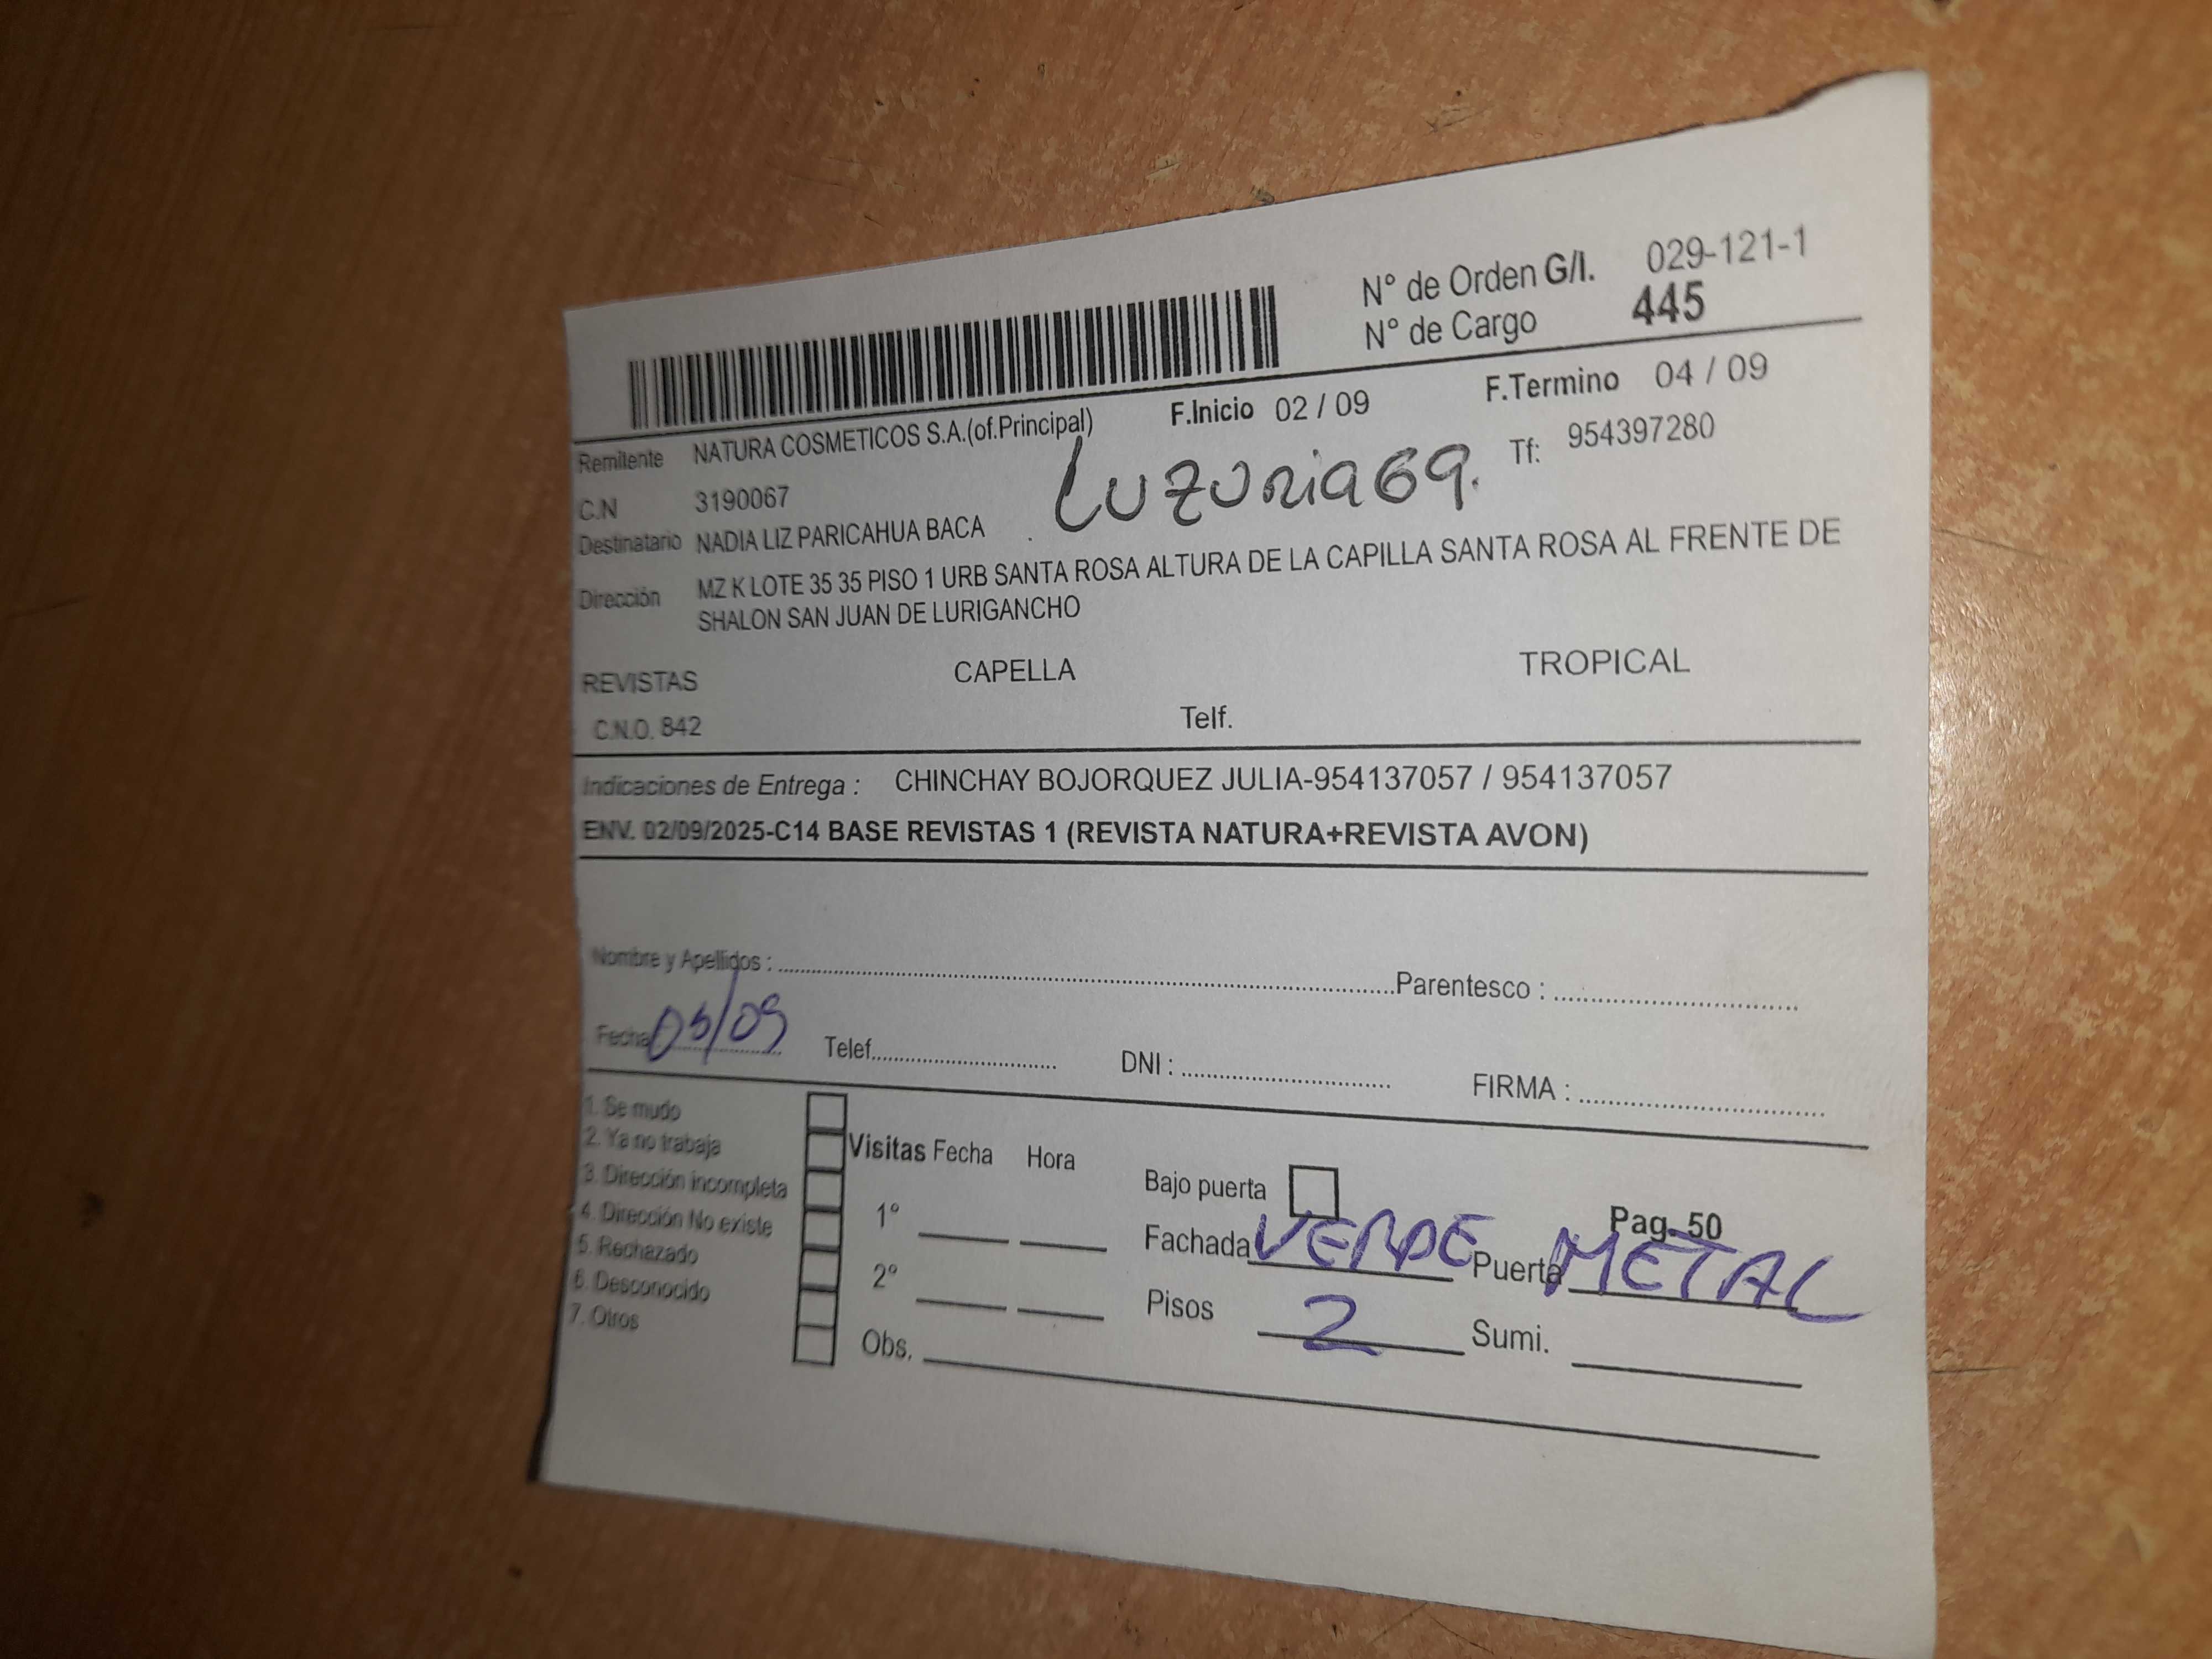 N° de Orden G/I. 029-121-1
N° de Cargo 445
F.Inicio 02 / 09 F.Termino 04 / 09
Remitente NATURA COSMETICOS S.A.(of.Principal)
Tf: 954397280
C.N 3190067
Destinatario NADIA LIZ PARICAHUA BACA
Dirección MZ K LOTE 35 35 PISO 1 URB SANTA ROSA ALTURA DE LA CAPILLA SANTA ROSA AL FRENTE DE
SHALON SAN JUAN DE LURIGANCHO
REVISTAS CAPELLA TROPICAL
C.N.O. 842 Telf.
Indicaciones de Entrega : CHINCHAY BOJORQUEZ JULIA-954137057 / 954137057
ENV. 02/09/2025-C14 BASE REVISTAS 1 (REVISTA NATURA+REVISTA AVON)
Nombre y Apellidos : Parentesco :
Fecha Telef. DNI : FIRMA :
1. Se mudo
2. Ya no trabaja
3. Dirección incompleta
4. Dirección No existe
5. Rechazado
6. Desconocido
7. Otros
Visitas Fecha Hora
1°
2°
Obs.
Bajo puerta Pag. 50
Fachada VERDE Puerta METAL
Pisos 2 Sumi.